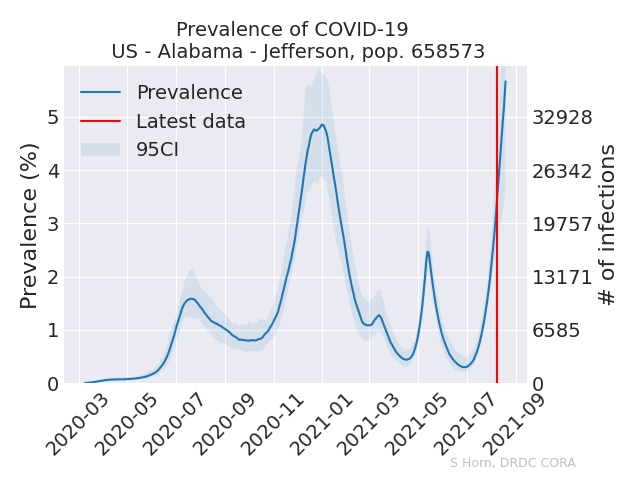 Prevalence of COVID-19
US - Alabama - Jefferson, pop. 658573
Prevalence
Latest data
95CI
Prevalence (%)
5
4
3
2
1
0
32928
26342
19757
13171
6585
0
# of infections
2020-03
2020-05
2020-07
2020-09
2020-11
2021-01
2021-03
2021-05
2021-07
2021-09
S Horn, DRDC CORA